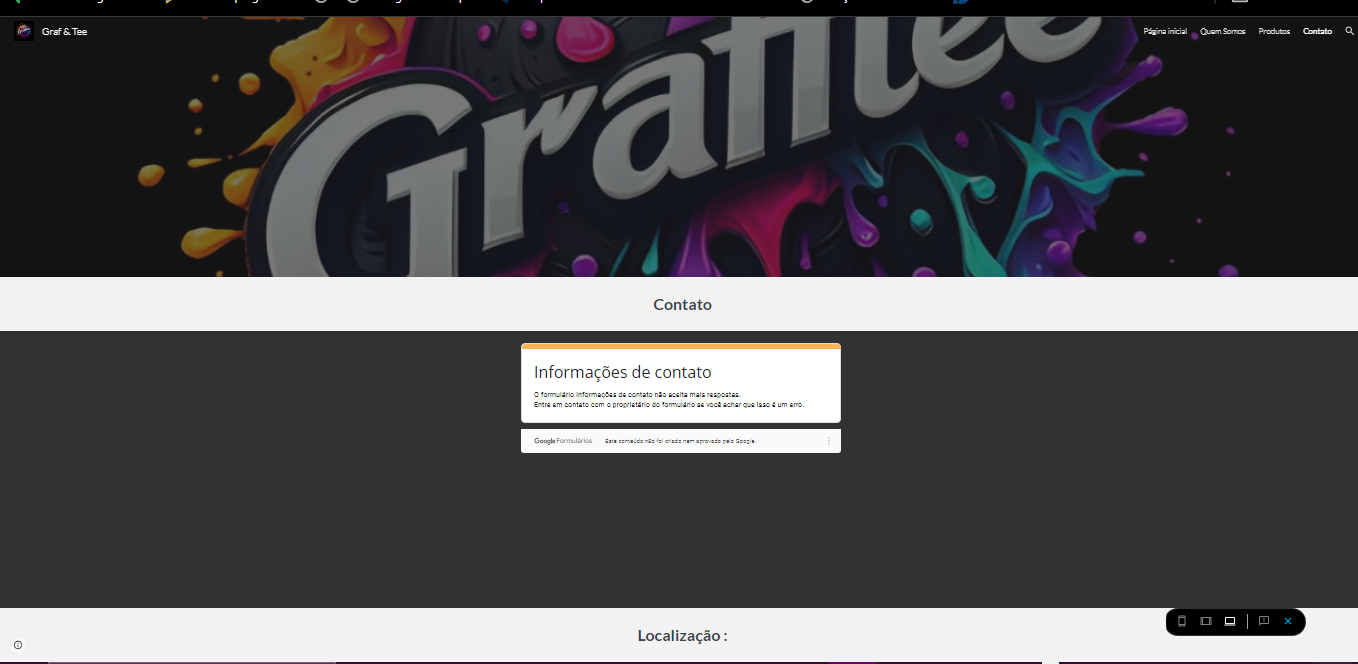 Graf & Tee
Página inicial
Quem Somos
Produtos
Contato
Graffitee
Contato
Informações de contato
O formulário Informações de contato não aceita mais respostas.
Entre em contato com o proprietário do formulário se você achar que isso é um erro.
Google Formulários
Este conteúdo não foi criado nem aprovado pelo Google.
Localização :